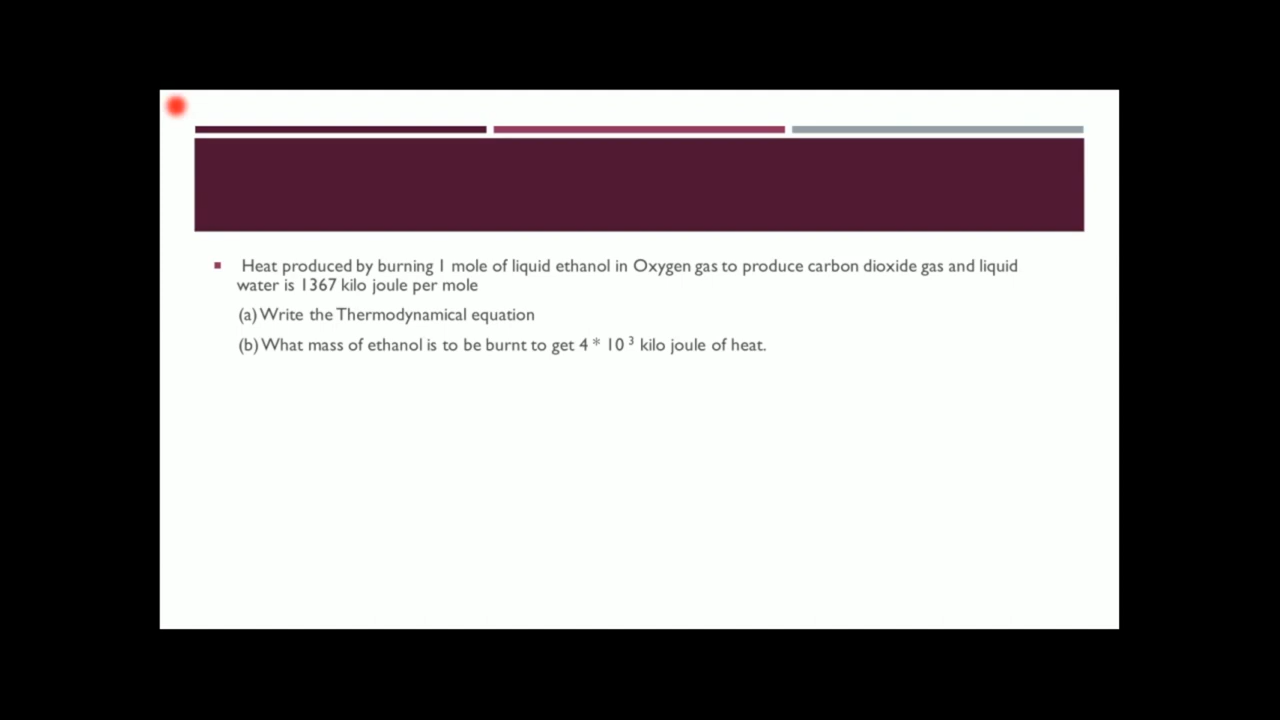 Heat produced by burning 1 mole of liquid ethanol in Oxygen gas to produce carbon dioxide gas and liquid
water is 1367 kilo joule per mole
(a) Write the Thermodynamical equation
(b) What mass of ethanol is to be burnt to get 4 * 10 ³ kilo joule of heat.